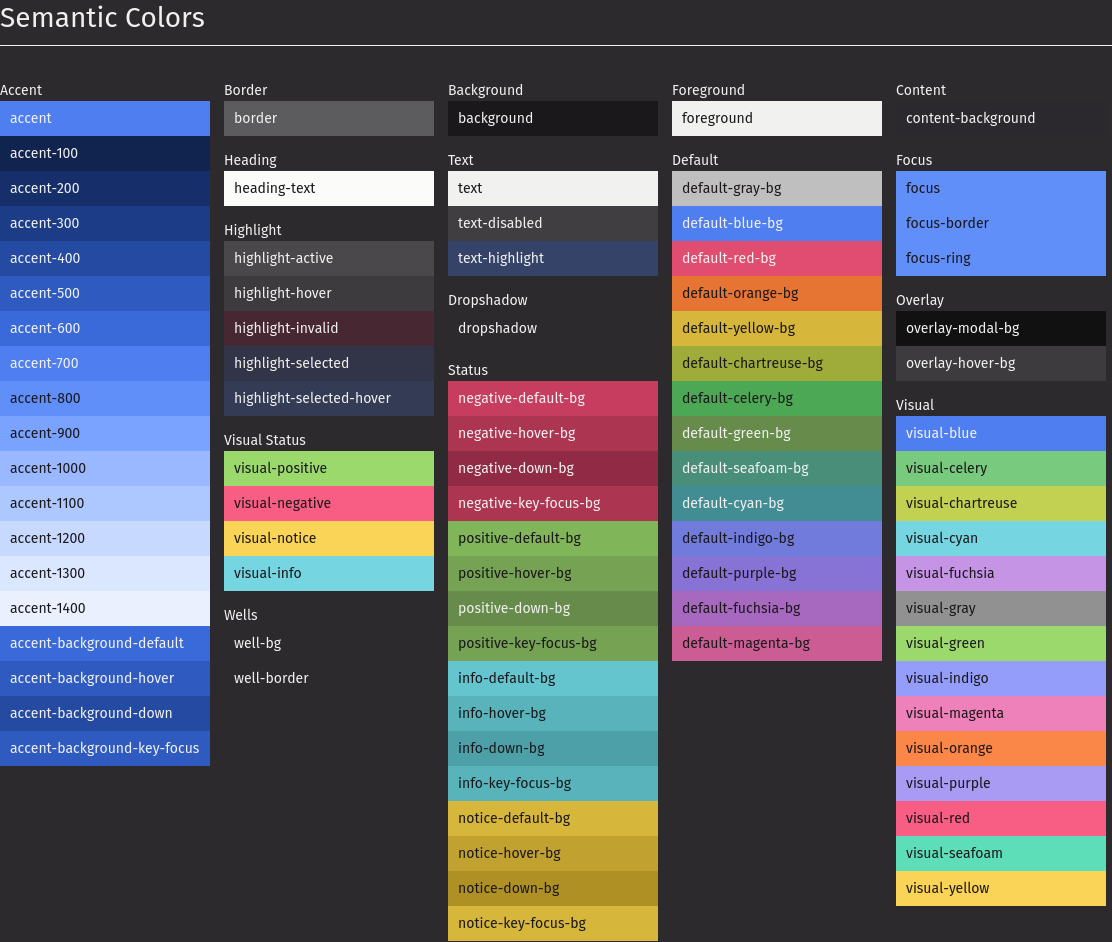 Semantic Colors
Accent
accent
accent-100
accent-200
accent-300
accent-400
accent-500
accent-600
accent-700
accent-800
accent-900
accent-1000
accent-1100
accent-1200
accent-1300
accent-1400
accent-background-default
accent-background-hover
accent-background-down
accent-background-key-focus
Border
border
Heading
heading-text
Highlight
highlight-active
highlight-hover
highlight-invalid
highlight-selected
highlight-selected-hover
Visual Status
visual-positive
visual-negative
visual-notice
visual-info
Wells
well-bg
well-border
Background
background
Text
text
text-disabled
text-highlight
Dropshadow
dropshadow
Status
negative-default-bg
negative-hover-bg
negative-down-bg
negative-key-focus-bg
positive-default-bg
positive-hover-bg
positive-down-bg
positive-key-focus-bg
info-default-bg
info-hover-bg
info-down-bg
info-key-focus-bg
notice-default-bg
notice-hover-bg
notice-down-bg
notice-key-focus-bg
Foreground
foreground
Default
default-gray-bg
default-blue-bg
default-red-bg
default-orange-bg
default-yellow-bg
default-chartreuse-bg
default-celery-bg
default-green-bg
default-seafoam-bg
default-cyan-bg
default-indigo-bg
default-purple-bg
default-fuchsia-bg
default-magenta-bg
Content
content-background
Focus
focus
focus-border
focus-ring
Overlay
overlay-modal-bg
overlay-hover-bg
Visual
visual-blue
visual-celery
visual-chartreuse
visual-cyan
visual-fuchsia
visual-gray
visual-green
visual-indigo
visual-magenta
visual-orange
visual-purple
visual-red
visual-seafoam
visual-yellow